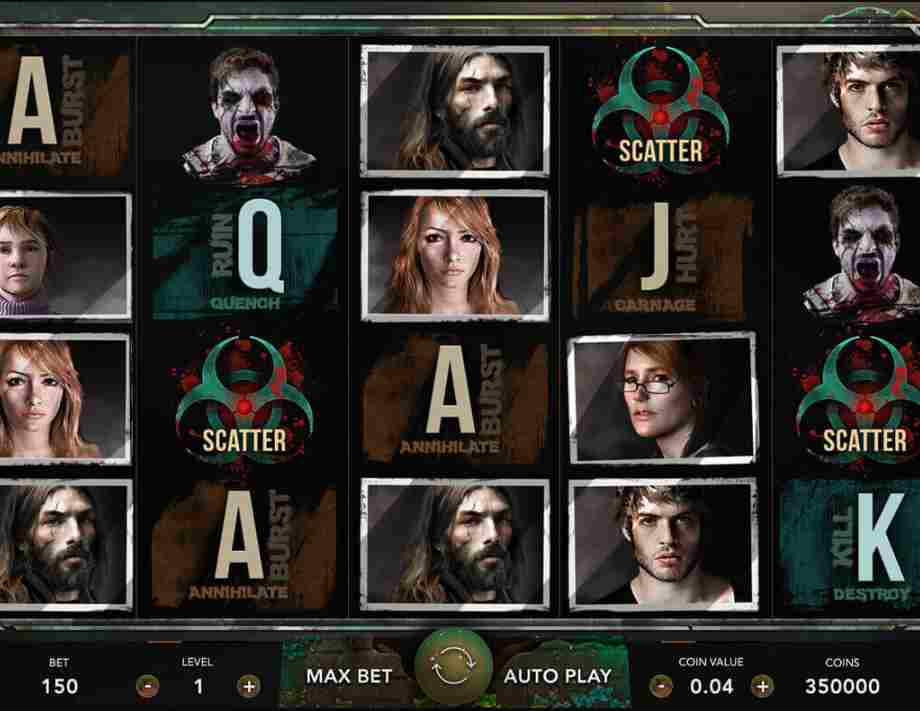 A BURST
ANNIHILATE
SCATTER
RUIN Q
QUENCH
J HURT
CARNAGE
SCATTER
A BURST
ANNIHILATE
SCATTER
A BURST
ANNIHILATE
KILL K
DESTROY
BET
150
LEVEL
- 1 +
MAX BET
AUTO PLAY
COIN VALUE
- 0.04 +
COINS
350000